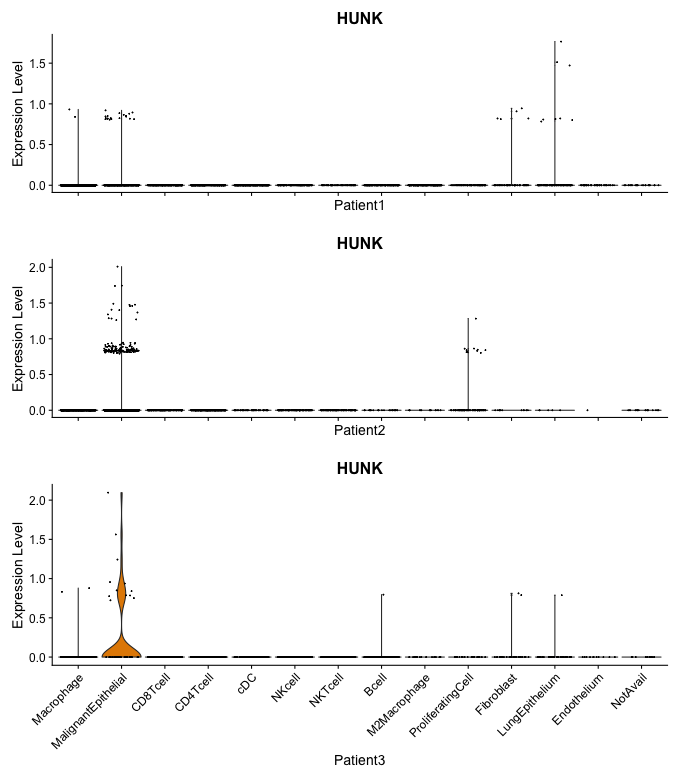 HUNK
Expression Level
1.5
1.0
0.5
0.0
Patient1
HUNK
Expression Level
2.0
1.5
1.0
0.5
0.0
Patient2
HUNK
Expression Level
2.0
1.5
1.0
0.5
0.0
Macrophage
MalignantEpithelial
CD8Tcell
CD4Tcell
cDC
NKcell
NKTcell
Bcell
M2Macrophage
ProliferatingCell
Fibroblast
LungEpithelium
Endothelium
NotAvail
Patient3